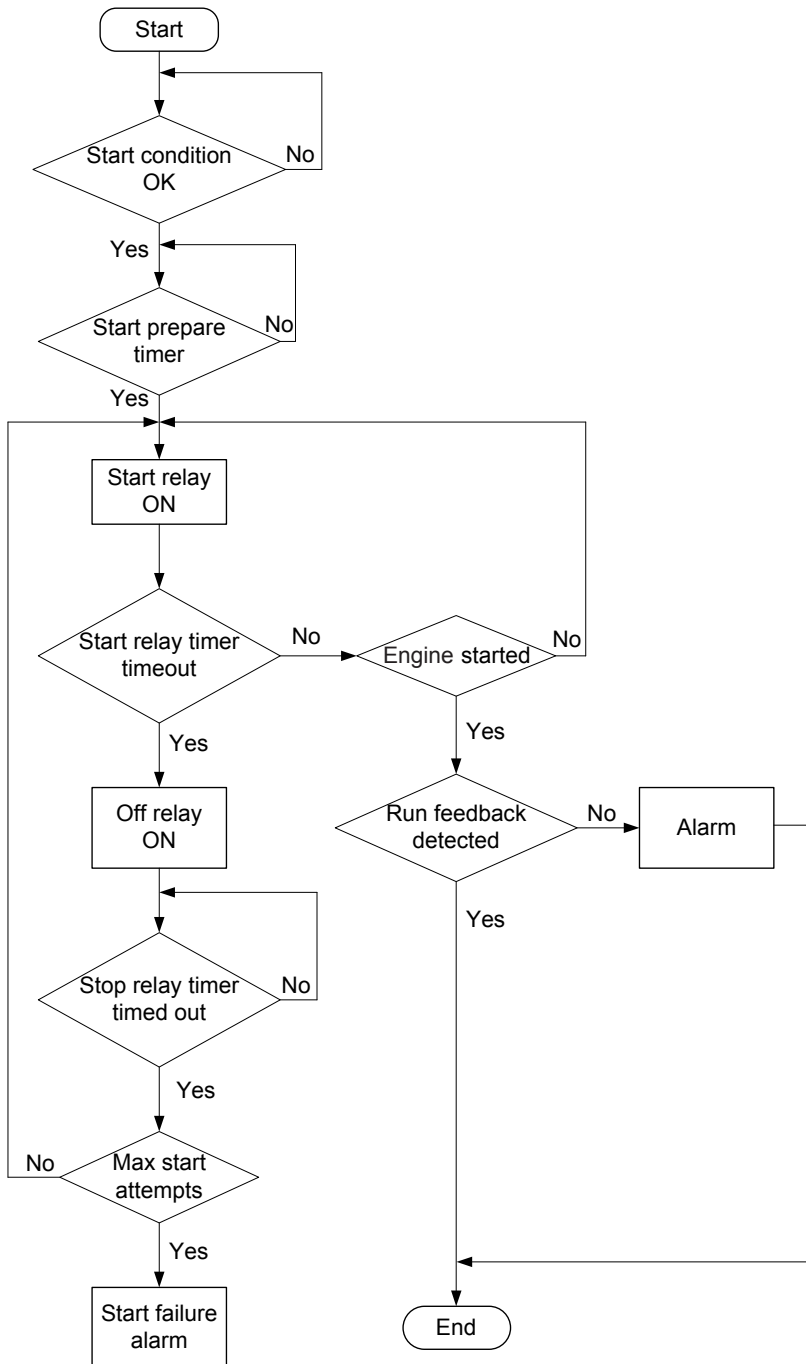 Start
Start condition
OK
No
Yes
Start prepare
timer
No
Yes
Start relay
ON
Start relay timer
timeout
No
Engine started
No
Yes
Yes
Off relay
ON
Run feedback
detected
No
Alarm
Yes
Stop relay timer
timed out
No
Yes
Max start
attempts
No
Yes
Start failure
alarm
End